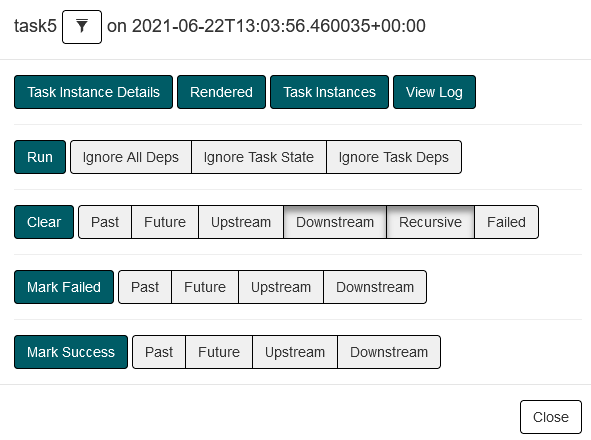 task5 on 2021-06-22T13:03:56.460035+00:00
Task Instance Details Rendered Task Instances View Log
Run Ignore All Deps Ignore Task State Ignore Task Deps
Clear Past Future Upstream Downstream Recursive Failed
Mark Failed Past Future Upstream Downstream
Mark Success Past Future Upstream Downstream
Close